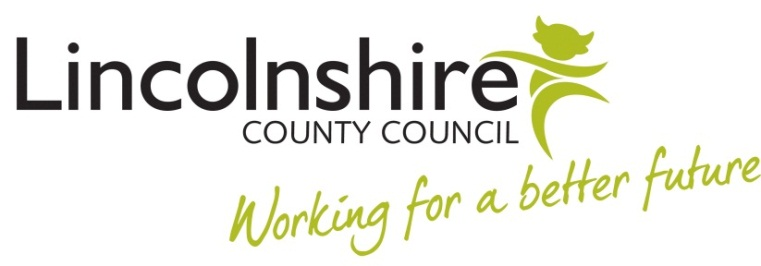 Lincolnshire
COUNTY COUNCIL
Working for a better future